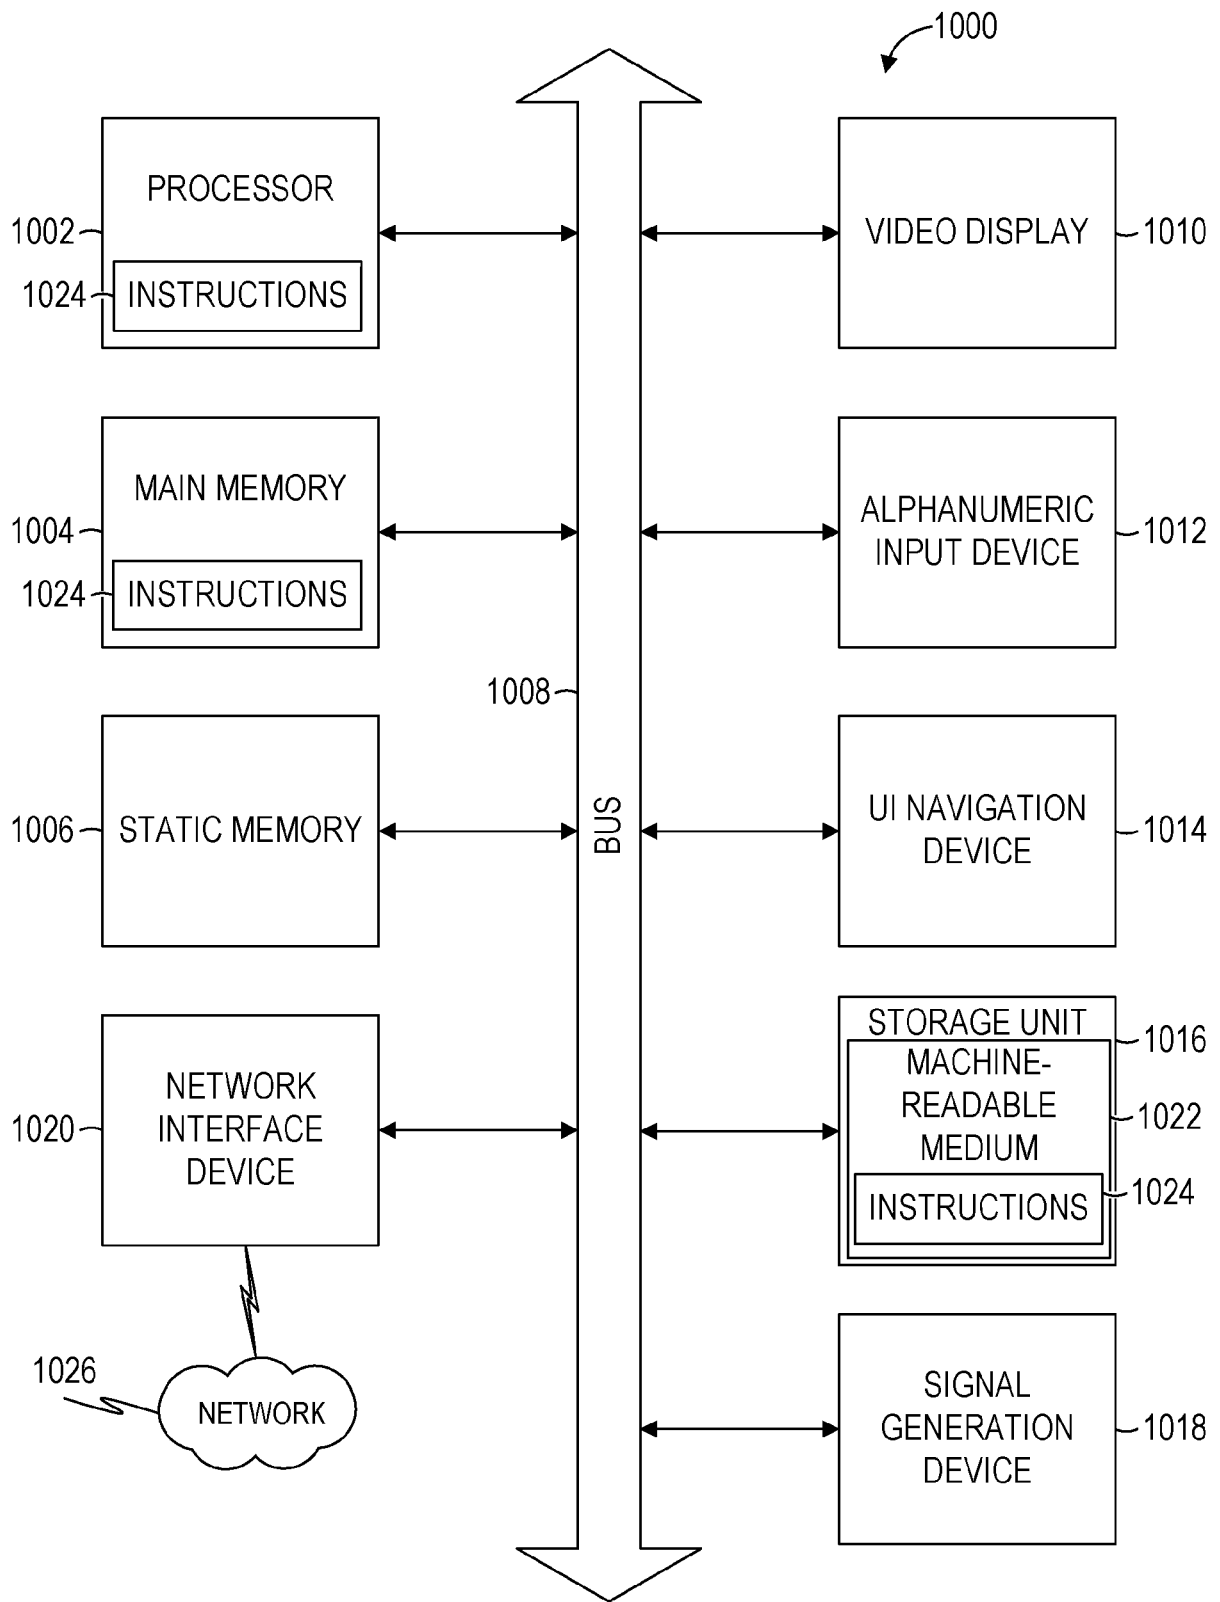 1000
PROCESSOR
1002
1024
INSTRUCTIONS
MAIN MEMORY
1004
1024
INSTRUCTIONS
1008
1006
STATIC MEMORY
NETWORK
INTERFACE
DEVICE
1020
1026
NETWORK
BUS
VIDEO DISPLAY
1010
ALPHANUMERIC
INPUT DEVICE
1012
UI NAVIGATION
DEVICE
1014
STORAGE UNIT
1016
MACHINE-
READABLE
MEDIUM
1022
INSTRUCTIONS
1024
SIGNAL
GENERATION
DEVICE
1018